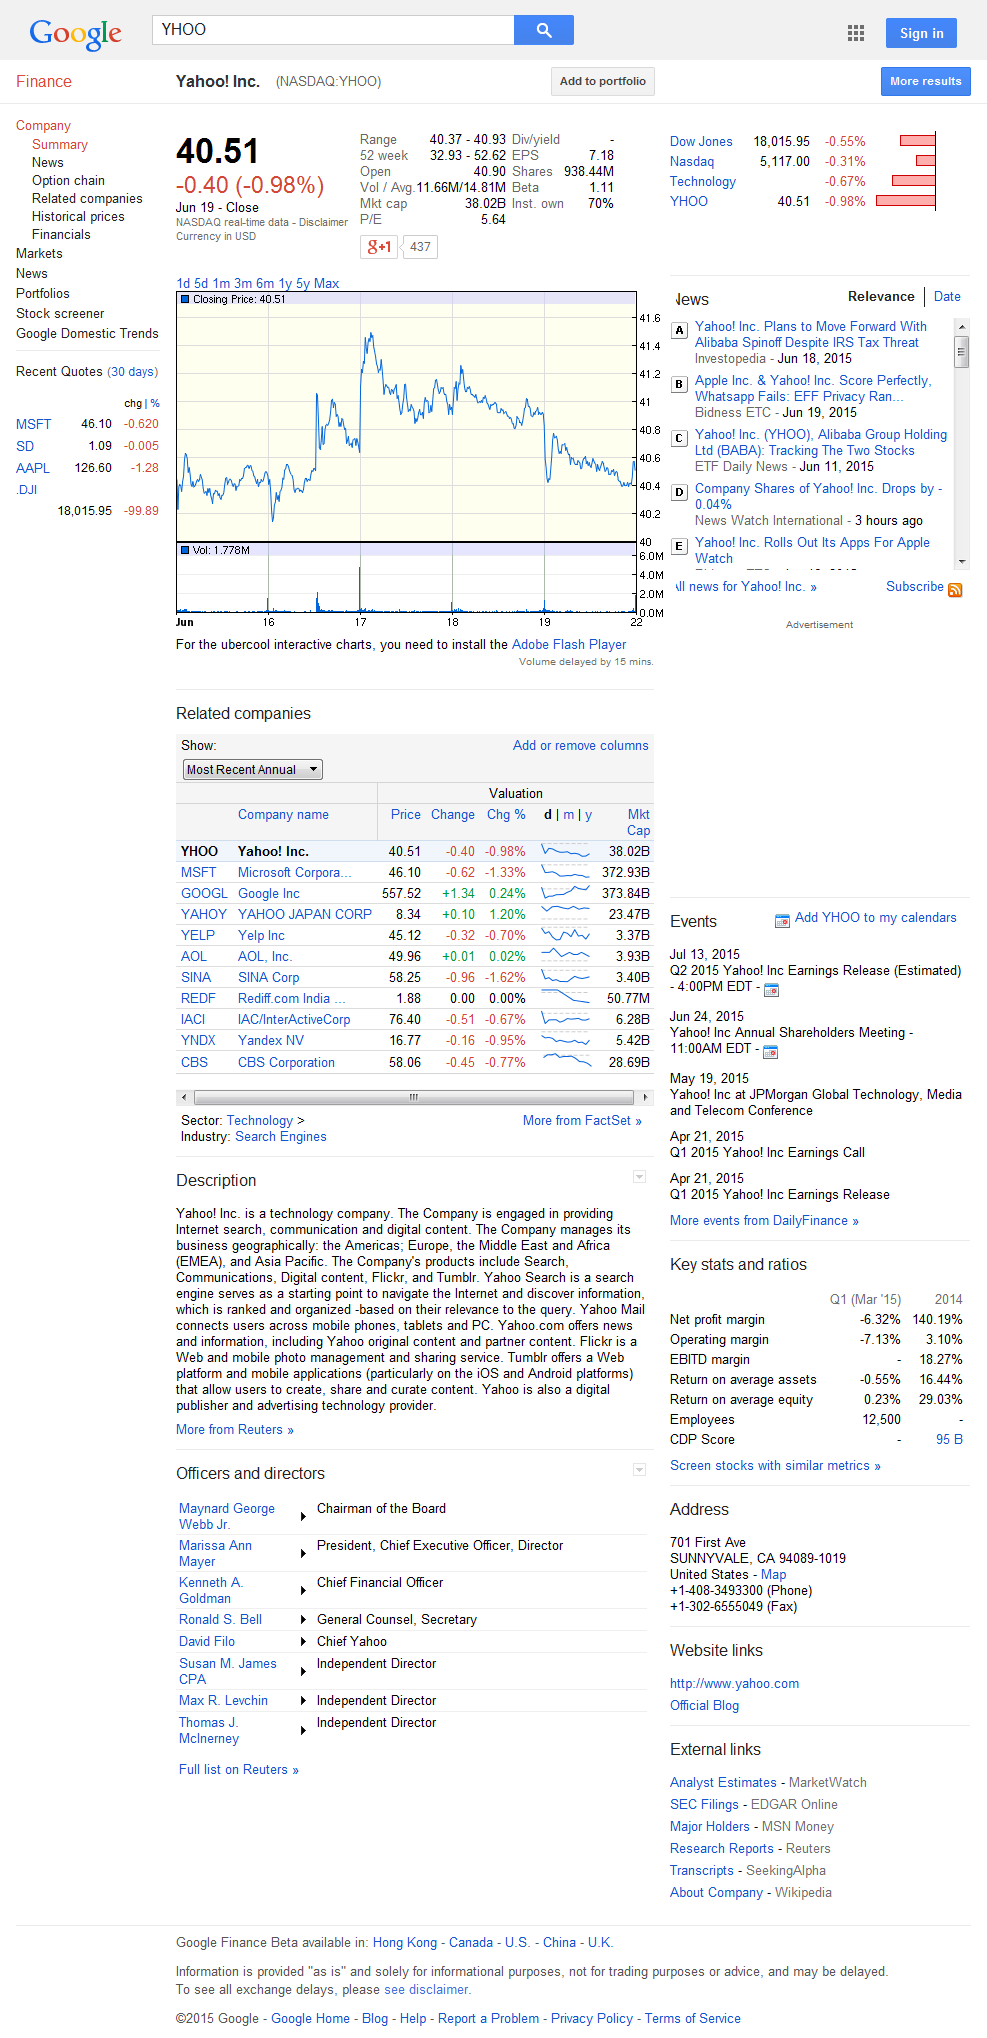 Google
YHOO
Sign in
Finance
Yahoo! Inc. (NASDAQ:YHOO)
Add to portfolio
More results
Company
Summary
News
Option chain
Related companies
Historical prices
Financials
Markets
News
Portfolios
Stock screener
Google Domestic Trends
Recent Quotes (30 days)
chg | %
MSFT 46.10 -0.620
SD 1.09 -0.005
AAPL 126.60 -1.28
.DJI
18,015.95 -99.89
40.51
-0.40 (-0.98%)
Jun 19 - Close
NASDAQ real-time data - Disclaimer
Currency in USD
Range 40.37 - 40.93 Div/yield -
52 week 32.93 - 52.62 EPS 7.18
Open 40.90 Shares 938.44M
Vol / Avg. 11.66M/14.81M Beta 1.11
Mkt cap 38.02B Inst. own 70%
P/E 5.64
g+1 437
Dow Jones 18,015.95 -0.55%
Nasdaq 5,117.00 -0.31%
Technology -0.67%
YHOO 40.51 -0.98%
1d 5d 1m 3m 6m 1y 5y Max
Closing Price: 40.51
41.6
41.4
41.2
41
40.8
40.6
40.4
40.2
40
Vol: 1.778M
6.0M
4.0M
2.0M
0.0M
Jun 16 17 18 19 22
For the ubercool interactive charts, you need to install the Adobe Flash Player
Volume delayed by 15 mins.
News Relevance Date
A Yahoo! Inc. Plans to Move Forward With
Alibaba Spinoff Despite IRS Tax Threat
Investopedia - Jun 18, 2015
B Apple Inc. & Yahoo! Inc. Score Perfectly,
Whatsapp Fails: EFF Privacy Ran...
Bidness ETC - Jun 19, 2015
C Yahoo! Inc. (YHOO), Alibaba Group Holding
Ltd (BABA): Tracking The Two Stocks
ETF Daily News - Jun 11, 2015
D Company Shares of Yahoo! Inc. Drops by -
0.04%
News Watch International - 3 hours ago
E Yahoo! Inc. Rolls Out Its Apps For Apple
Watch
All news for Yahoo! Inc. » Subscribe
Advertisement
Related companies
Show: Add or remove columns
Most Recent Annual
Valuation
Company name Price Change Chg % d | m | y Mkt
Cap
YHOO Yahoo! Inc. 40.51 -0.40 -0.98% 38.02B
MSFT Microsoft Corpora... 46.10 -0.62 -1.33% 372.93B
GOOGL Google Inc 557.52 +1.34 0.24% 373.84B
YAHOY YAHOO JAPAN CORP 8.34 +0.10 1.20% 23.47B
YELP Yelp Inc 45.12 -0.32 -0.70% 3.37B
AOL AOL, Inc. 49.96 +0.01 0.02% 3.93B
SINA SINA Corp 58.25 -0.96 -1.62% 3.40B
REDF Rediff.com India ... 1.88 0.00 0.00% 50.77M
IACI IAC/InterActiveCorp 76.40 -0.51 -0.67% 6.28B
YNDX Yandex NV 16.77 -0.16 -0.95% 5.42B
CBS CBS Corporation 58.06 -0.45 -0.77% 28.69B
Sector: Technology > More from FactSet »
Industry: Search Engines
Description
Yahoo! Inc. is a technology company. The Company is engaged in providing
Internet search, communication and digital content. The Company manages its
business geographically: the Americas; Europe, the Middle East and Africa
(EMEA), and Asia Pacific. The Company's products include Search,
Communications, Digital content, Flickr, and Tumblr. Yahoo Search is a search
engine serves as a starting point to navigate the Internet and discover information,
which is ranked and organized -based on their relevance to the query. Yahoo Mail
connects users across mobile phones, tablets and PC. Yahoo.com offers news
and information, including Yahoo original content and partner content. Flickr is a
Web and mobile photo management and sharing service. Tumblr offers a Web
platform and mobile applications (particularly on the iOS and Android platforms)
that allow users to create, share and curate content. Yahoo is also a digital
publisher and advertising technology provider.
More from Reuters »
Officers and directors
Maynard George
Webb Jr. Chairman of the Board
Marissa Ann
Mayer President, Chief Executive Officer, Director
Kenneth A.
Goldman Chief Financial Officer
Ronald S. Bell General Counsel, Secretary
David Filo Chief Yahoo
Susan M. James
CPA Independent Director
Max R. Levchin Independent Director
Thomas J.
McInerney Independent Director
Full list on Reuters »
Events Add YHOO to my calendars
Jul 13, 2015
Q2 2015 Yahoo! Inc Earnings Release (Estimated)
- 4:00PM EDT -
Jun 24, 2015
Yahoo! Inc Annual Shareholders Meeting -
11:00AM EDT -
May 19, 2015
Yahoo! Inc at JPMorgan Global Technology, Media
and Telecom Conference
Apr 21, 2015
Q1 2015 Yahoo! Inc Earnings Call
Apr 21, 2015
Q1 2015 Yahoo! Inc Earnings Release
More events from DailyFinance »
Key stats and ratios
Q1 (Mar '15) 2014
Net profit margin -6.32% 140.19%
Operating margin -7.13% 3.10%
EBITD margin - 18.27%
Return on average assets -0.55% 16.44%
Return on average equity 0.23% 29.03%
Employees 12,500 -
CDP Score - 95 B
Screen stocks with similar metrics »
Address
701 First Ave
SUNNYVALE, CA 94089-1019
United States - Map
+1-408-3493300 (Phone)
+1-302-6555049 (Fax)
Website links
http://www.yahoo.com
Official Blog
External links
Analyst Estimates - MarketWatch
SEC Filings - EDGAR Online
Major Holders - MSN Money
Research Reports - Reuters
Transcripts - SeekingAlpha
About Company - Wikipedia
Google Finance Beta available in: Hong Kong - Canada - U.S. - China - U.K.
Information is provided "as is" and solely for informational purposes, not for trading purposes or advice, and may be delayed.
To see all exchange delays, please see disclaimer.
©2015 Google - Google Home - Blog - Help - Report a Problem - Privacy Policy - Terms of Service